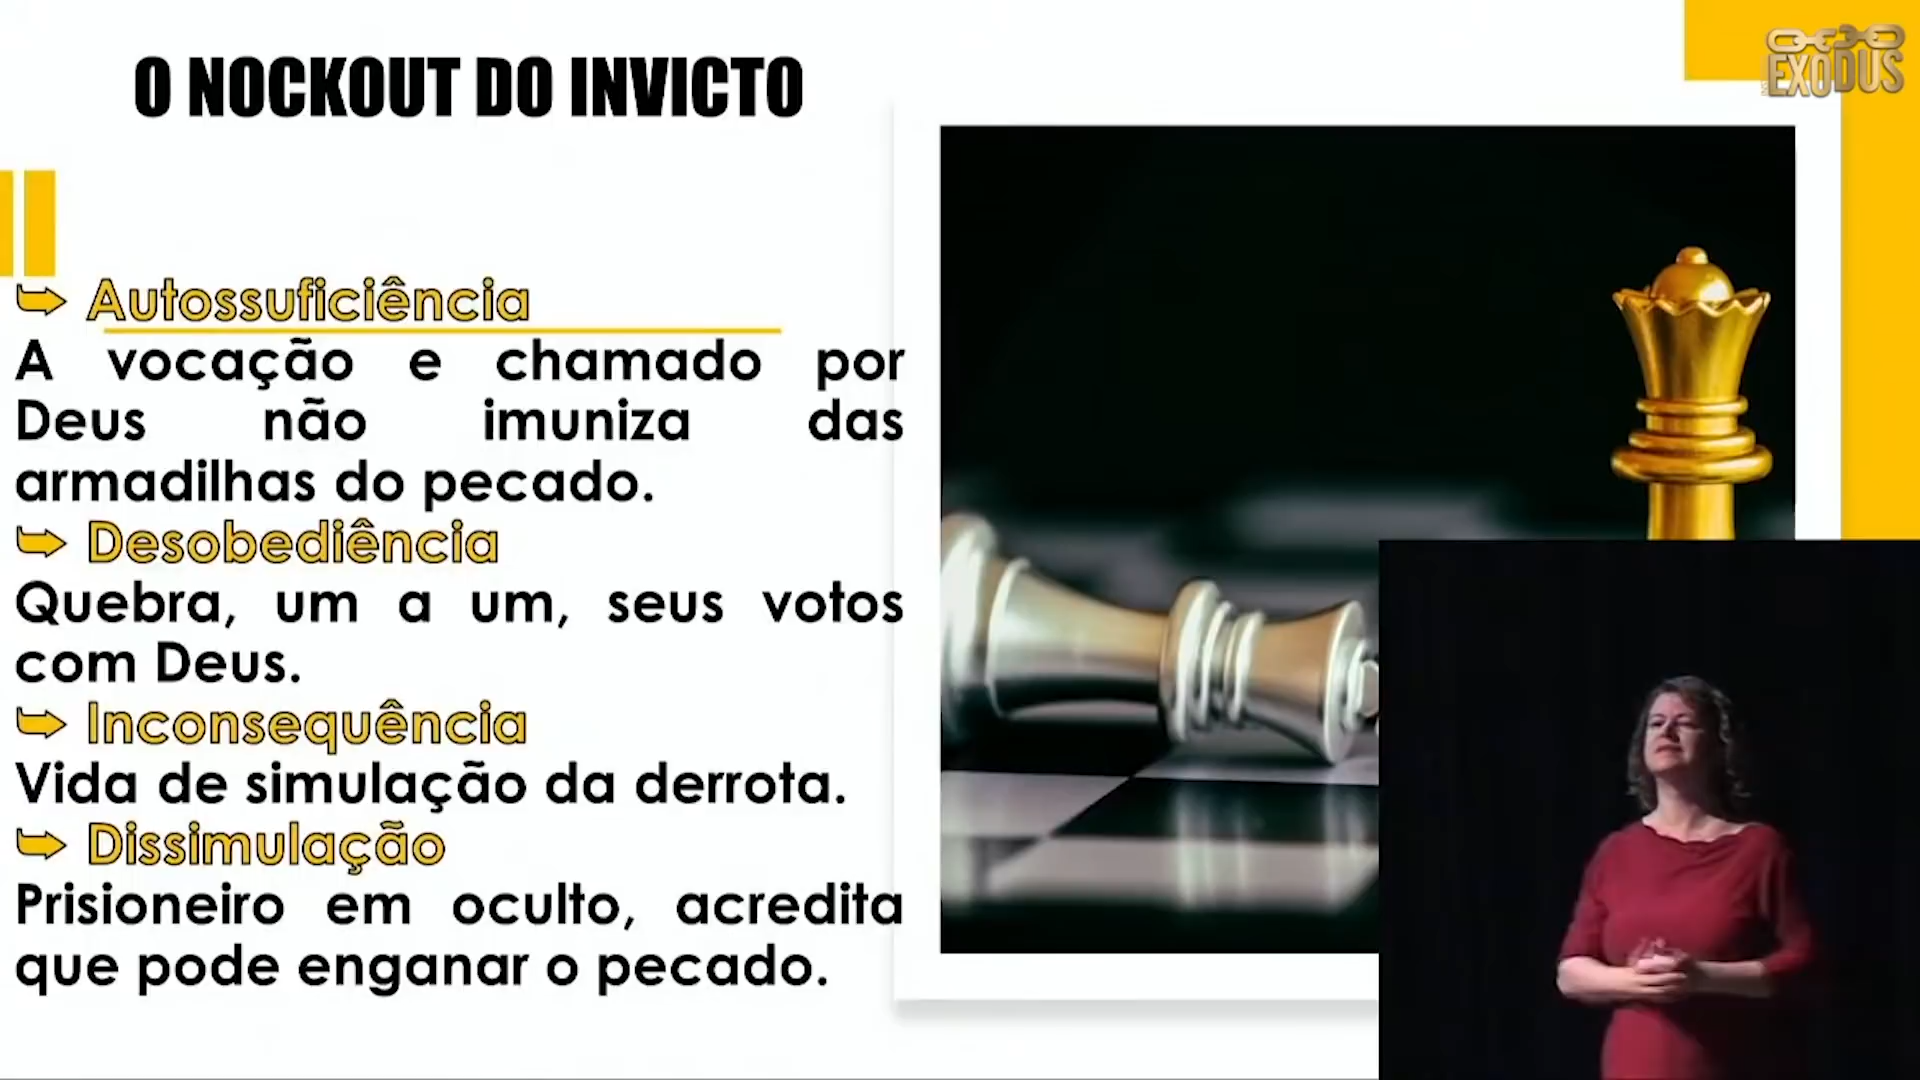 O NOCKOUT DO INVICTO
EXODUS
➥ Autossuficiência
A vocação e chamado por
Deus não imuniza das
armadilhas do pecado.
➥ Desobediência
Quebra, um a um, seus votos
com Deus.
➥ Inconsequência
Vida de simulação da derrota.
➥ Dissimulação
Prisioneiro em oculto, acredita
que pode enganar o pecado.